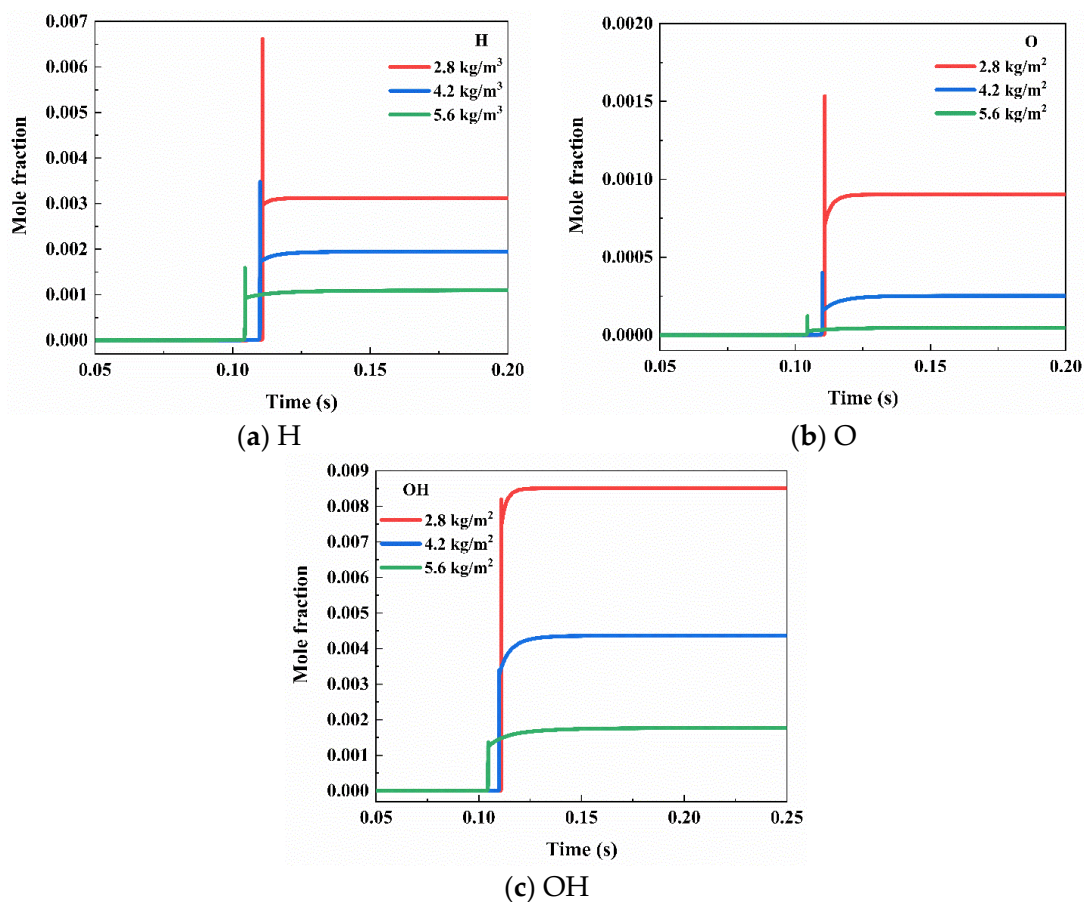 H
2.8 kg/m³
4.2 kg/m³
5.6 kg/m³
0.007
0.006
0.005
0.004
0.003
0.002
0.001
0.000
Mole fraction
0.05 0.10 0.15 0.20
Time (s)
(a) H
O
2.8 kg/m²
4.2 kg/m²
5.6 kg/m²
0.0020
0.0015
0.0010
0.0005
0.0000
Mole fraction
0.05 0.10 0.15 0.20
Time (s)
(b) O
OH
2.8 kg/m²
4.2 kg/m²
5.6 kg/m²
0.009
0.008
0.007
0.006
0.005
0.004
0.003
0.002
0.001
0.000
Mole fraction
0.05 0.10 0.15 0.20 0.25
Time (s)
(c) OH